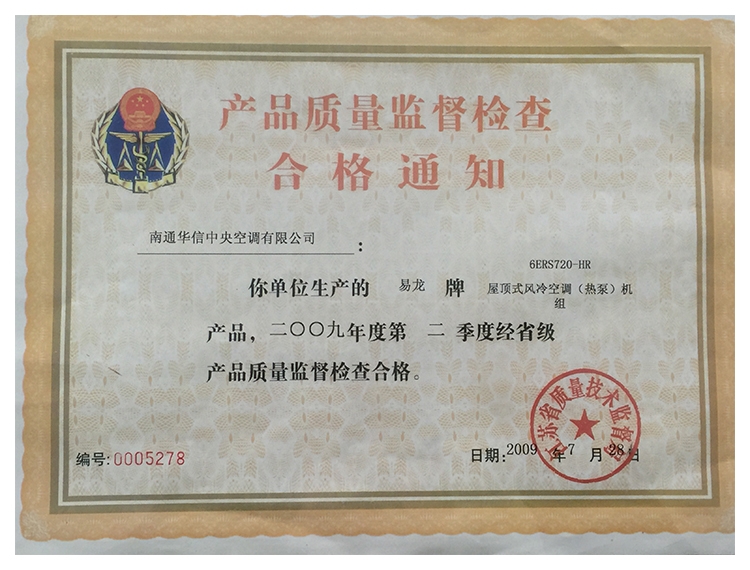 产品质量监督检查
合格通知
南通华信中央空调有限公司：
6ERS720-HR
你单位生产的 易龙 牌 屋顶式风冷空调（热泵）机
组
产品，二〇〇九年度第 二 季度经省级
产品质量监督检查合格。
江苏省质量技术监督局
编号:0005278
日期:2009 年 7 月 28 日